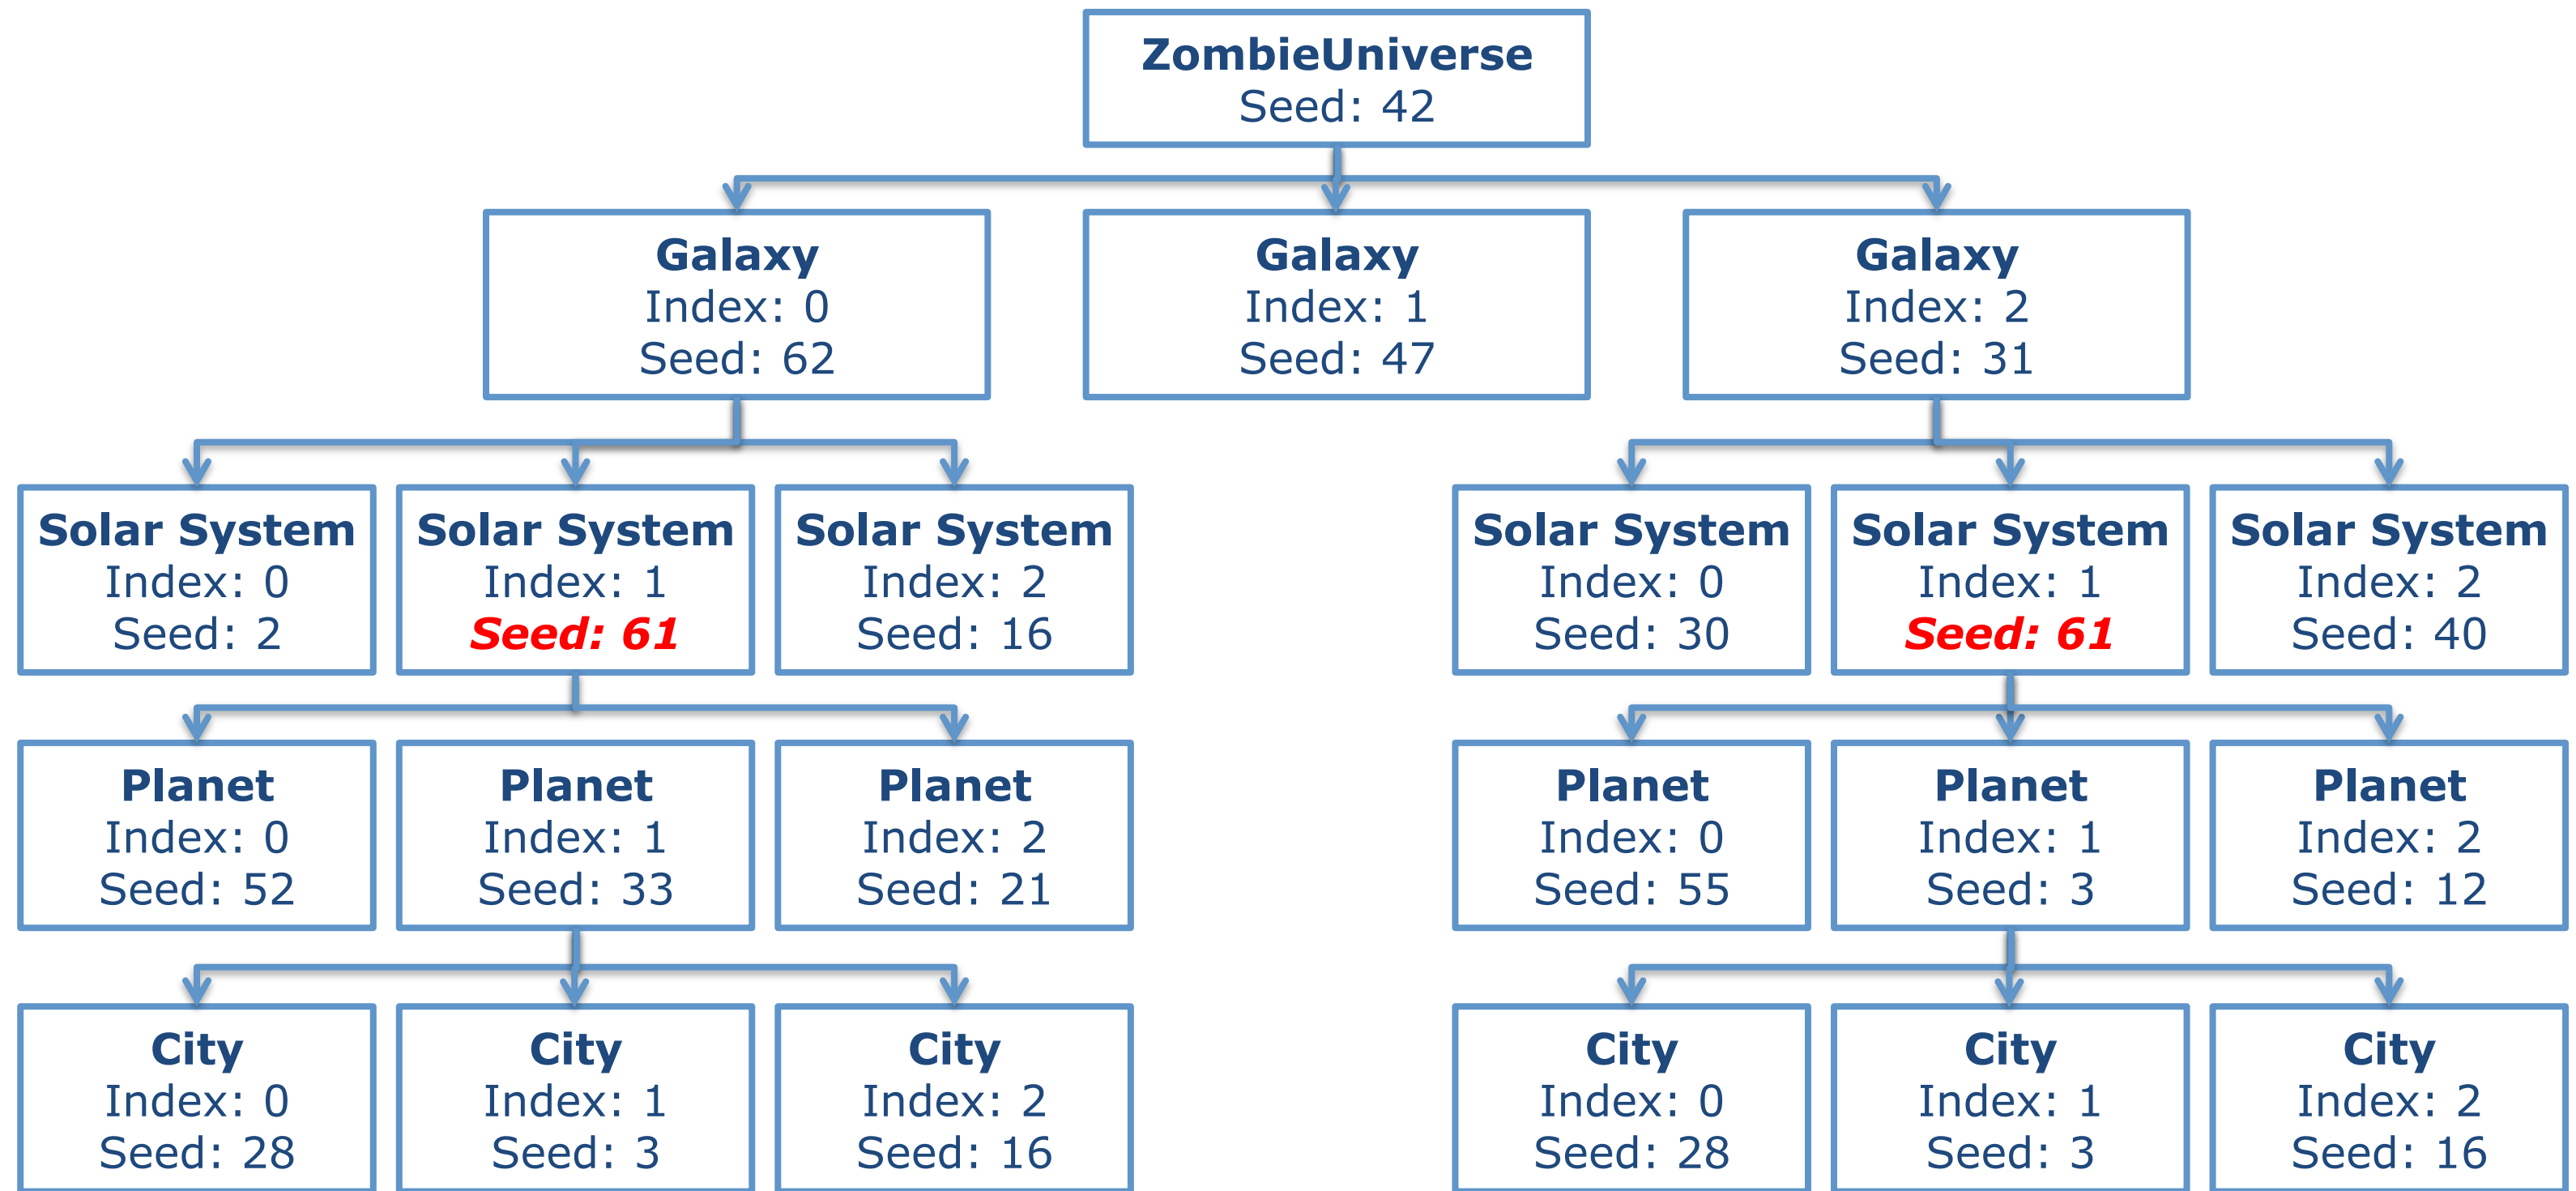 ZombieUniverse
Seed: 42
Galaxy
Index: 0
Seed: 62
Galaxy
Index: 1
Seed: 47
Galaxy
Index: 2
Seed: 31
Solar System
Index: 0
Seed: 2
Solar System
Index: 1
Seed: 61
Solar System
Index: 2
Seed: 16
Solar System
Index: 0
Seed: 30
Solar System
Index: 1
Seed: 61
Solar System
Index: 2
Seed: 40
Planet
Index: 0
Seed: 52
Planet
Index: 1
Seed: 33
Planet
Index: 2
Seed: 21
Planet
Index: 0
Seed: 55
Planet
Index: 1
Seed: 3
Planet
Index: 2
Seed: 12
City
Index: 0
Seed: 28
City
Index: 1
Seed: 3
City
Index: 2
Seed: 16
City
Index: 0
Seed: 28
City
Index: 1
Seed: 3
City
Index: 2
Seed: 16